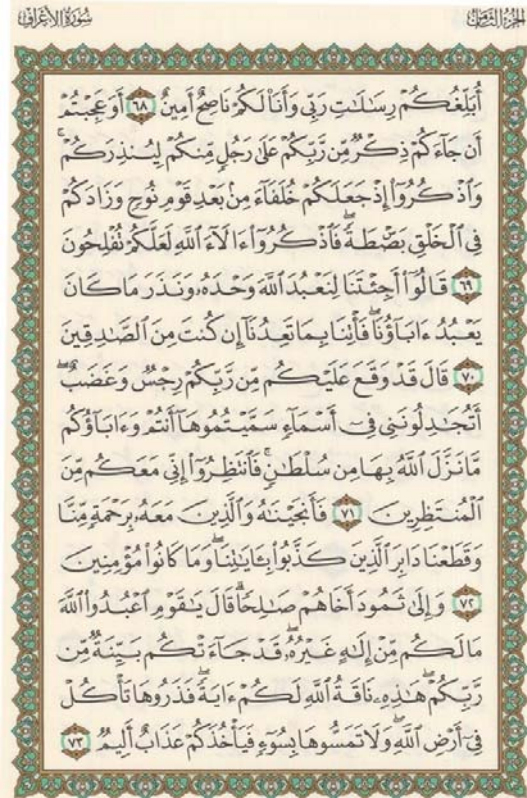 الجزء الثامن
سُورَةُ الأَعْرَافِ
أُبَلِّغُكُمْ رِسَٰلَٰتِ رَبِّى وَأَنَا۠ لَكُمْ نَاصِحٌ أَمِينٌ ٦٨ أَوَعَجِبْتُمْ
أَن جَآءَكُمْ ذِكْرٌ مِّن رَّبِّكُمْ عَلَىٰ رَجُلٍ مِّنكُمْ لِيُنذِرَكُمْ ۚ
وَٱذْكُرُوٓا۟ إِذْ جَعَلَكُمْ خُلَفَآءَ مِنۢ بَعْدِ قَوْمِ نُوحٍ وَزَادَكُمْ
فِى ٱلْخَلْقِ بَصْۜطَةً ۖ فَٱذْكُرُوٓا۟ ءَالَآءَ ٱللَّهِ لَعَلَّكُمْ تُفْلِحُونَ
٦٩ قَالُوٓا۟ أَجِئْتَنَا لِنَعْبُدَ ٱللَّهَ وَحْدَهُۥ وَنَذَرَ مَا كَانَ
يَعْبُدُ ءَابَآؤُنَا ۖ فَأْتِنَا بِمَا تَعِدُنَآ إِن كُنتَ مِنَ ٱلصَّٰدِقِينَ
٧٠ قَالَ قَدْ وَقَعَ عَلَيْكُم مِّن رَّبِّكُمْ رِجْسٌ وَغَضَبٌ ۖ
أَتُجَٰدِلُونَنِى فِىٓ أَسْمَآءٍ سَمَّيْتُمُوهَآ أَنتُمْ وَءَابَآؤُكُم
مَّا نَزَّلَ ٱللَّهُ بِهَا مِن سُلْطَٰنٍ ۚ فَٱنتَظِرُوٓا۟ إِنِّى مَعَكُم مِّنَ
ٱلْمُنتَظِرِينَ ٧١ فَأَنجَيْنَٰهُ وَٱلَّذِينَ مَعَهُۥ بِرَحْمَةٍ مِّنَّا
وَقَطَعْنَا دَابِرَ ٱلَّذِينَ كَذَّبُوا۟ بِـَٔايَٰتِنَا ۖ وَمَا كَانُوا۟ مُؤْمِنِينَ
٧٢ وَإِلَىٰ ثَمُودَ أَخَاهُمْ صَٰلِحًا ۗ قَالَ يَٰقَوْمِ ٱعْبُدُوا۟ ٱللَّهَ
مَا لَكُم مِّنْ إِلَٰهٍ غَيْرُهُۥ ۖ قَدْ جَآءَتْكُم بَيِّنَةٌ مِّن
رَّبِّكُمْ ۖ هَٰذِهِۦ نَاقَةُ ٱللَّهِ لَكُمْ ءَايَةً ۖ فَذَرُوهَا تَأْكُلْ
فِىٓ أَرْضِ ٱللَّهِ ۖ وَلَا تَمَسُّوهَا بِسُوٓءٍ فَيَأْخُذَكُمْ عَذَابٌ أَلِيمٌ ٧٣